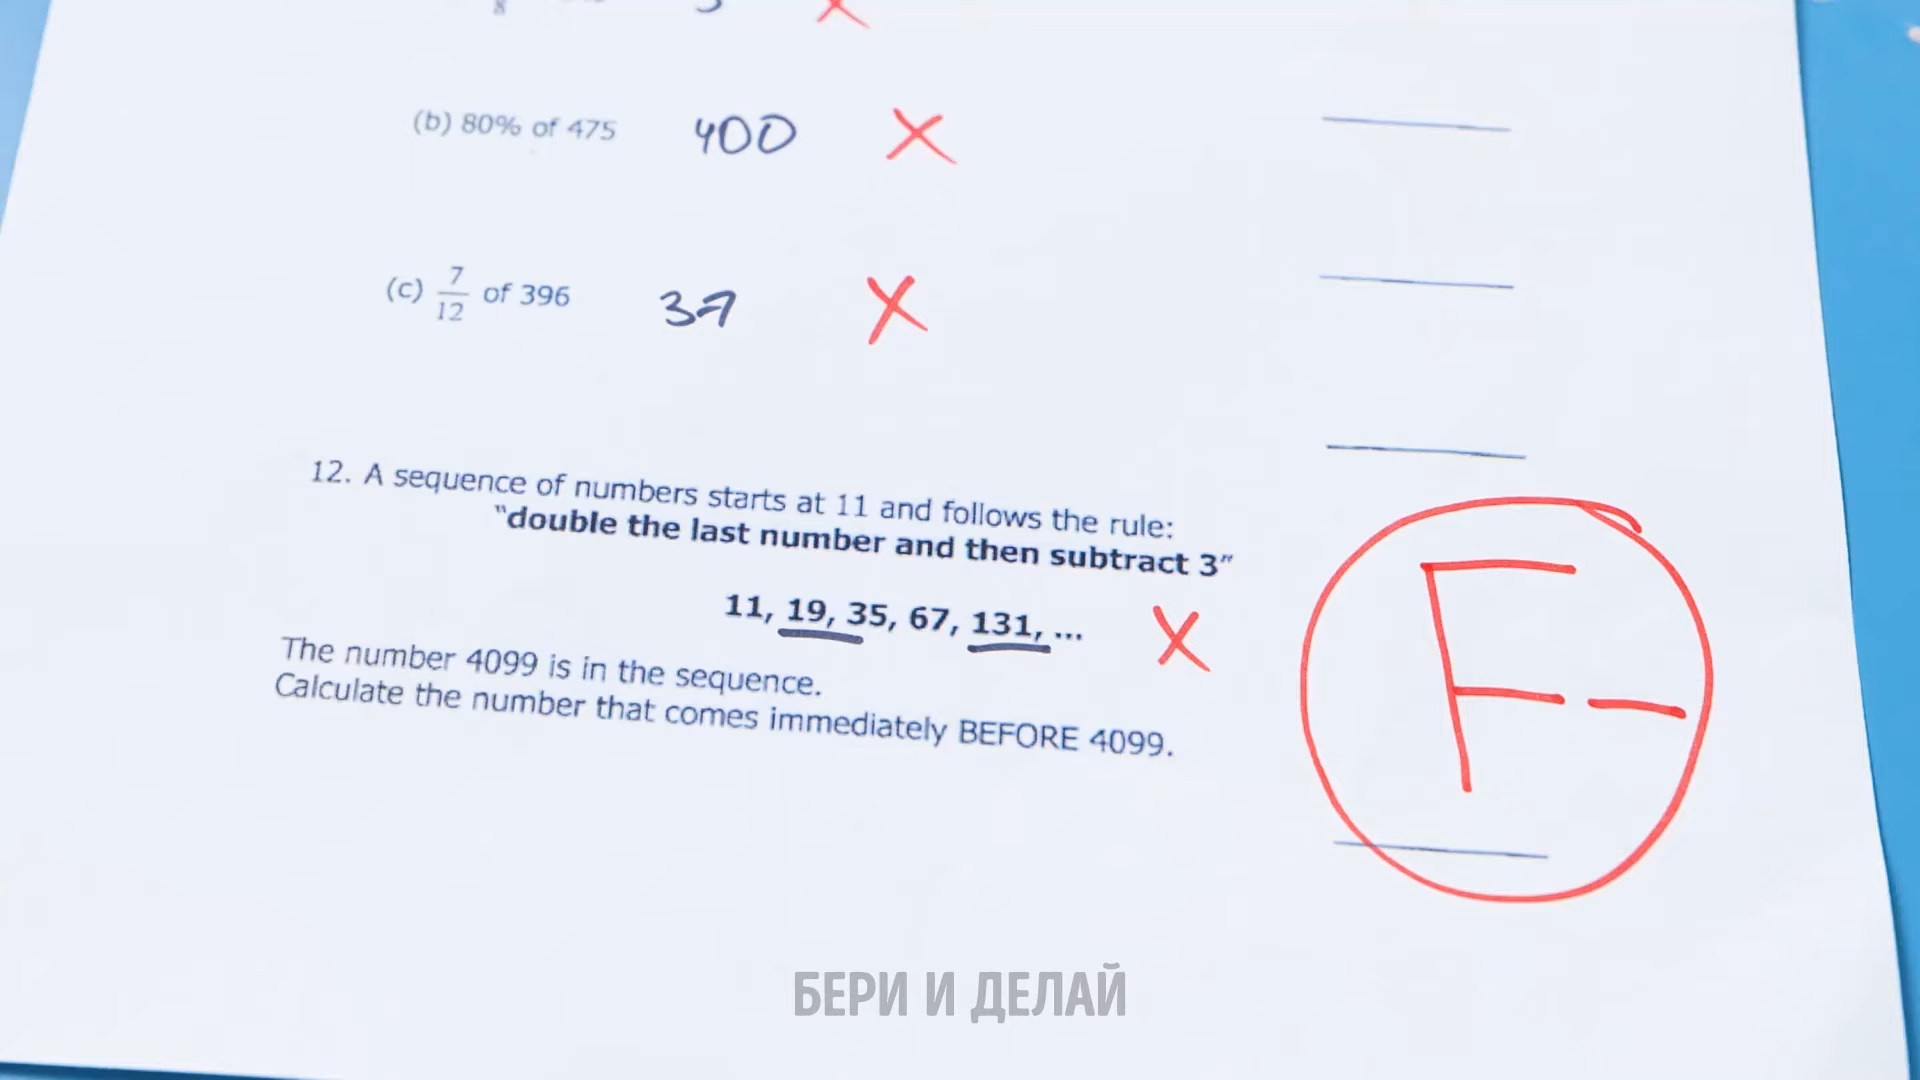 (b) 80% of 475 400 X
(c) 7/12 of 396 37 X
12. A sequence of numbers starts at 11 and follows the rule:
"double the last number and then subtract 3"
11, 19, 35, 67, 131, ... X
The number 4099 is in the sequence.
Calculate the number that comes immediately BEFORE 4099.
F-
БЕРИ И ДЕЛАЙ